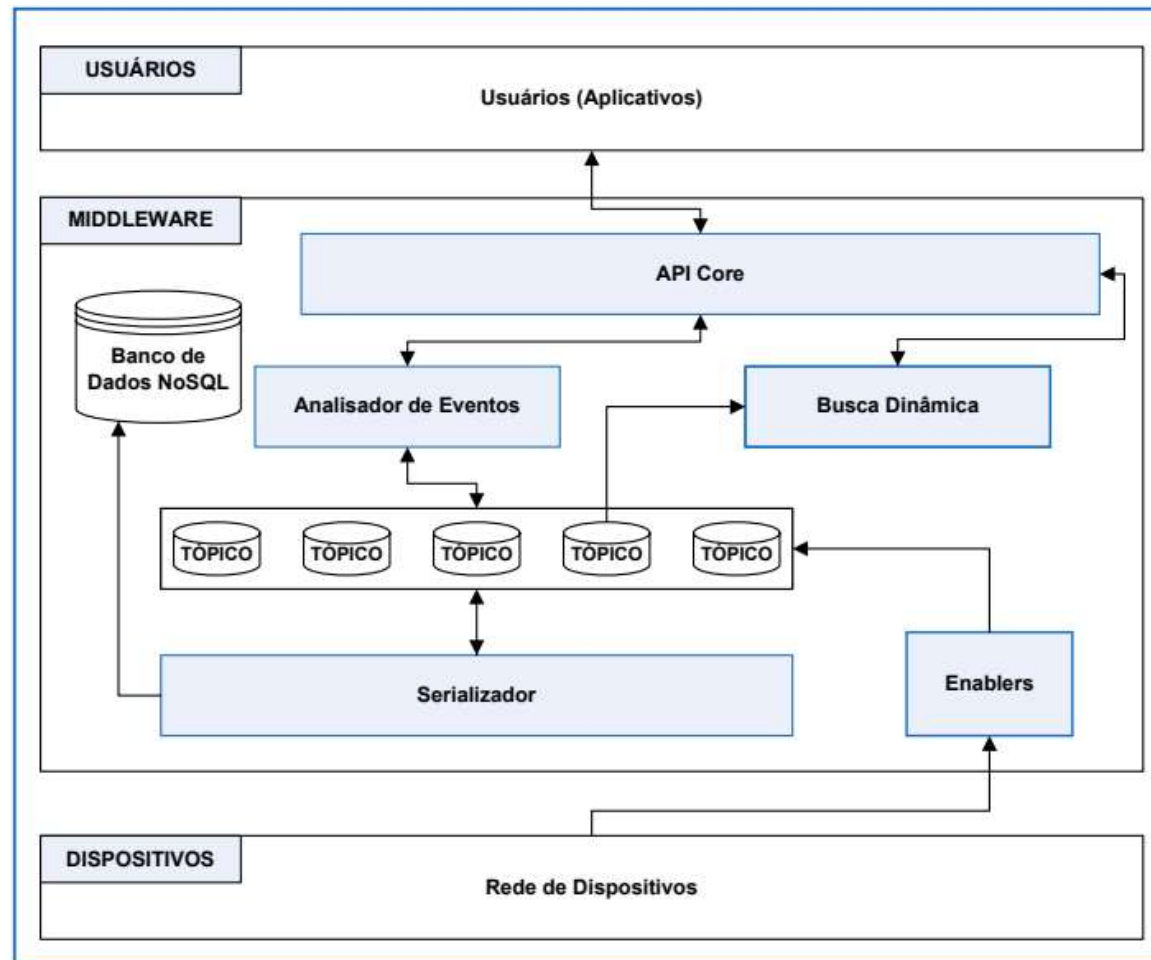 USUÁRIOS
Usuários (Aplicativos)
MIDDLEWARE
API Core
Banco de
Dados NoSQL
Analisador de Eventos
Busca Dinâmica
TÓPICO
TÓPICO
TÓPICO
TÓPICO
TÓPICO
Serializador
Enablers
DISPOSITIVOS
Rede de Dispositivos